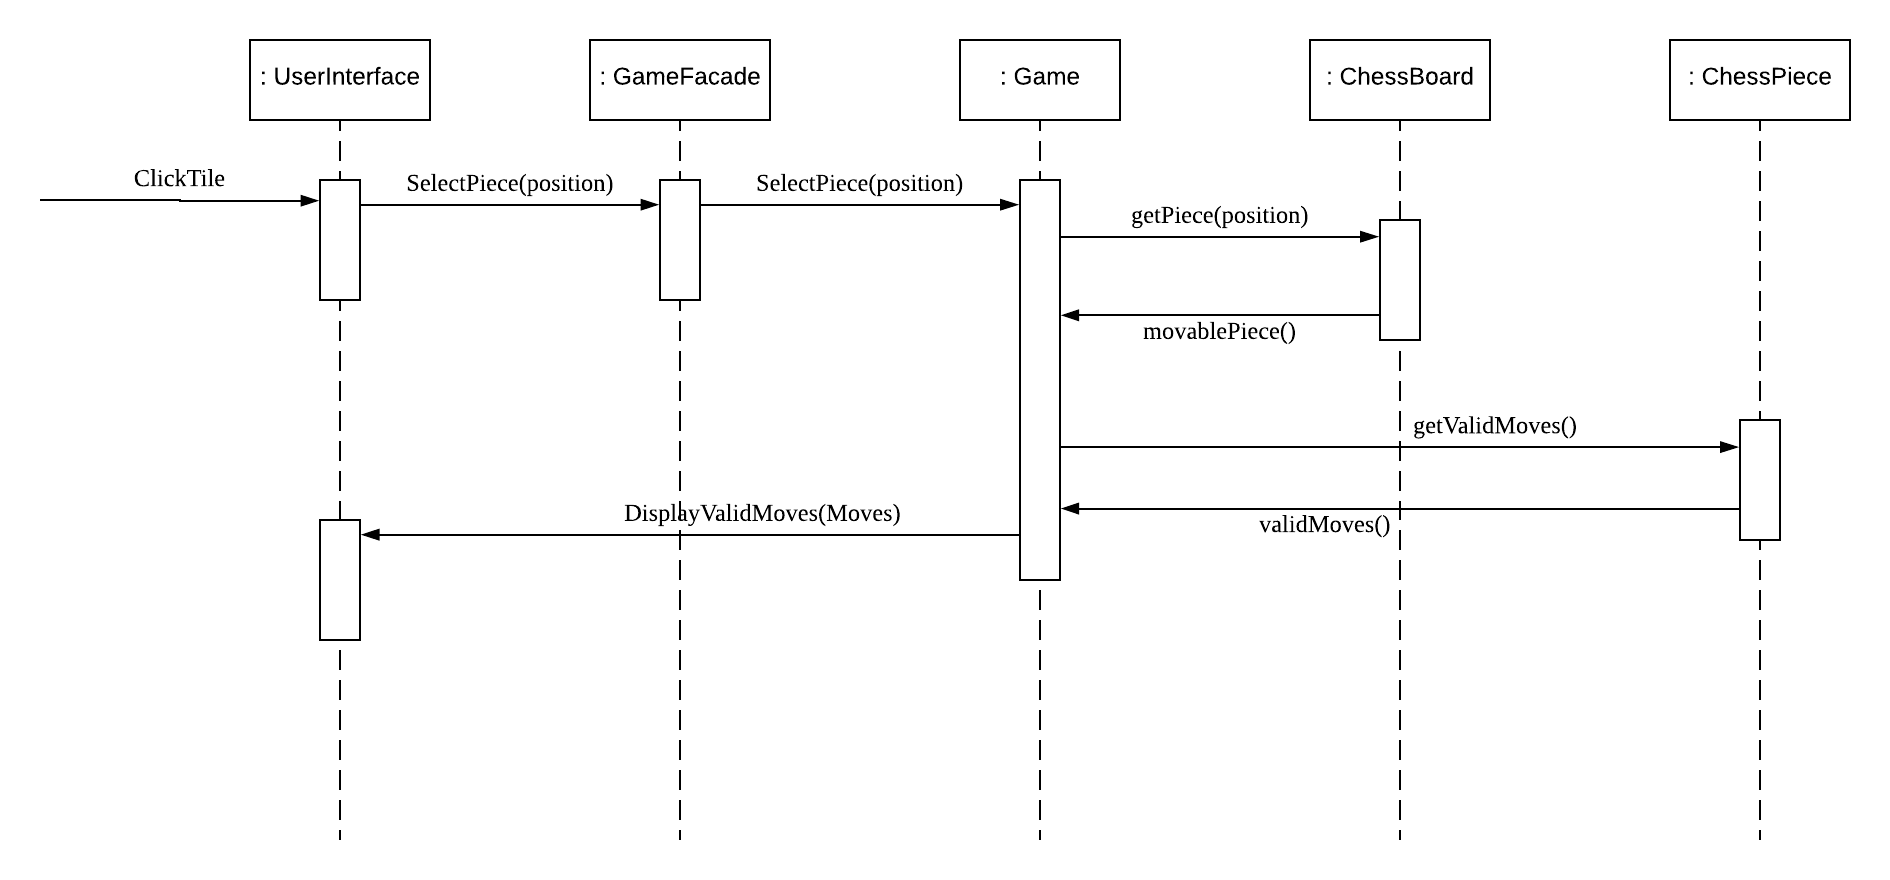 : UserInterface
: GameFacade
: Game
: ChessBoard
: ChessPiece
ClickTile
SelectPiece(position)
SelectPiece(position)
getPiece(position)
movablePiece()
getValidMoves()
DisplayValidMoves(Moves)
validMoves()